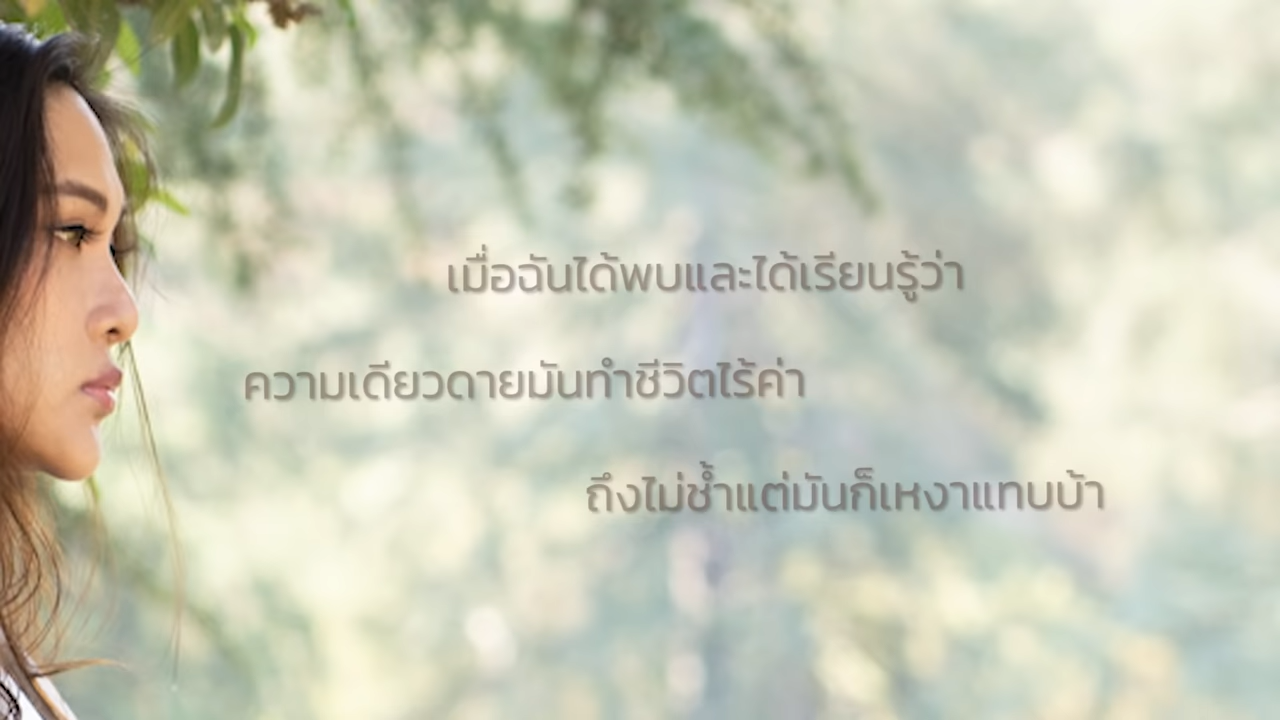 เมื่อฉันได้พบและได้เรียนรู้ว่า
ความเดียวดายมันทำชีวิตไร้ค่า
ถึงไม่ช้ำแต่มันก็เหงาแทบบ้า